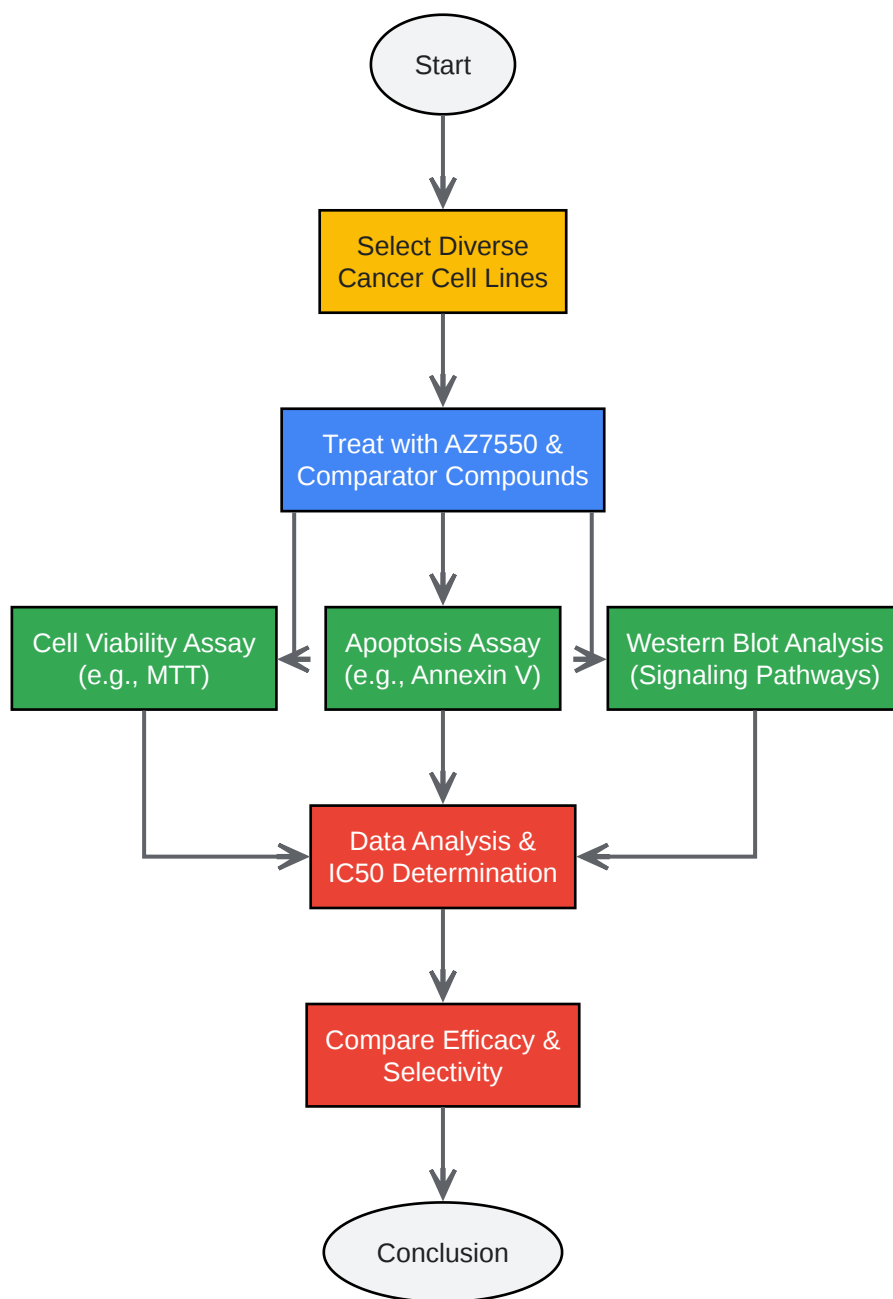 Start
Select Diverse
Cancer Cell Lines
Treat with AZ7550 &
Comparator Compounds
Cell Viability Assay
(e.g., MTT)
Apoptosis Assay
(e.g., Annexin V)
Western Blot Analysis
(Signaling Pathways)
Data Analysis &
IC50 Determination
Compare Efficacy &
Selectivity
Conclusion